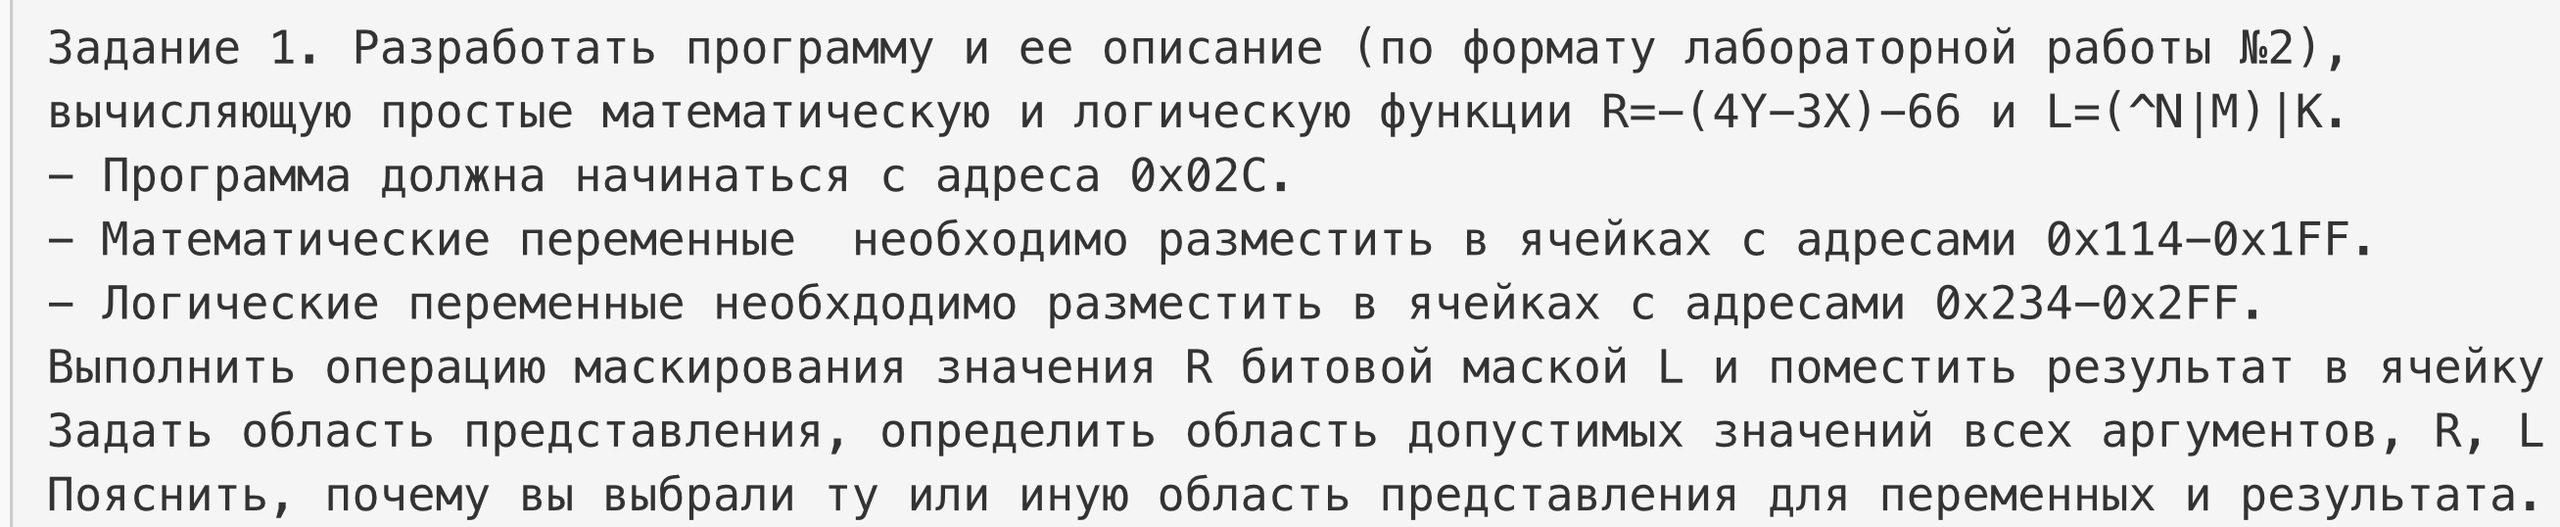 Задание 1. Разработать программу и ее описание (по формату лабораторной работы №2),
вычисляющую простые математическую и логическую функции R=−(4Y−3X)−66 и L=(^N|M)|K.
− Программа должна начинаться с адреса 0x02C.
− Математические переменные  необходимо разместить в ячейках с адресами 0x114−0x1FF.
− Логические переменные необхдодимо разместить в ячейках с адресами 0x234−0x2FF.
Выполнить операцию маскирования значения R битовой маской L и поместить результат в ячейку
Задать область представления, определить область допустимых значений всех аргументов, R, L
Пояснить, почему вы выбрали ту или иную область представления для переменных и результата.